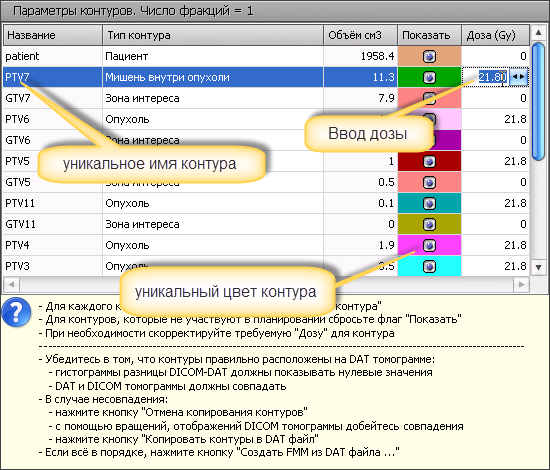 Параметры контуров. Число фракций = 1
Название Тип контура Объём см3 Показать Доза (Gy)
patient Пациент 1958.4 0
PTV7 Мишень внутри опухоли 11.3 21.80
GTV7 Зона интереса 7.9 0
PTV6 Опухоль 21.8
GTV6 Зона
Ввод дозы
PTV5 1 21.8
уникальное имя контура
GTV5 Зона интереса 0.5 0
PTV11 Опухоль 0.1 21.8
GTV11 Зона интереса 0 0
PTV4 Опухоль 1.9 21.8
PTV3 Опухоль .5 21.8
уникальный цвет контура
- Для каждого контура"
- Для контуров, которые не участвуют в планировании сбросьте флаг "Показать"
- При необходимости скорректируйте требуемую "Дозу" для контура
- Убедитесь в том, что контуры правильно расположены на DAT томограмме:
- гистограммы разницы DICOM-DAT должны показывать нулевые значения
- DAT и DICOM томограммы должны совпадать
- В случае несовпадения:
- нажмите кнопку "Отмена копирования контуров"
- с помощью вращений, отображений DICOM томограммы добейтесь совпадения
- нажмите кнопку "Копировать контуры в DAT файл"
- Если всё в порядке, нажмите кнопку "Создать FMM из DAT файла ..."